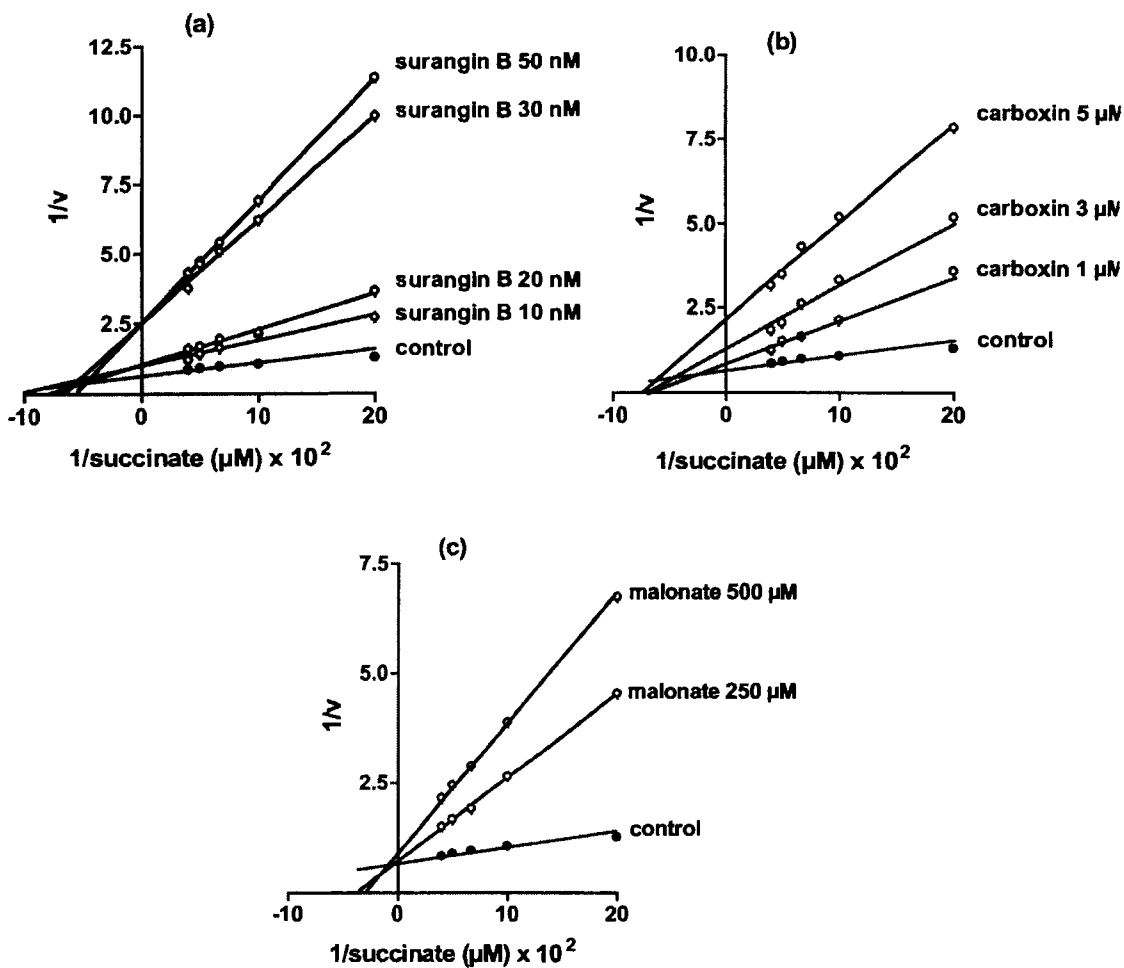 (a)
12.5
10.0
7.5
5.0
2.5
1/v
-10 0 10 20
1/succinate (µM) x 10²
surangin B 50 nM
surangin B 30 nM
surangin B 20 nM
surangin B 10 nM
control
(b)
10.0
7.5
5.0
2.5
1/v
-10 0 10 20
1/succinate (µM) x 10²
carboxin 5 µM
carboxin 3 µM
carboxin 1 µM
control
(c)
7.5
5.0
2.5
1/v
-10 0 10 20
1/succinate (µM) x 10²
malonate 500 µM
malonate 250 µM
control